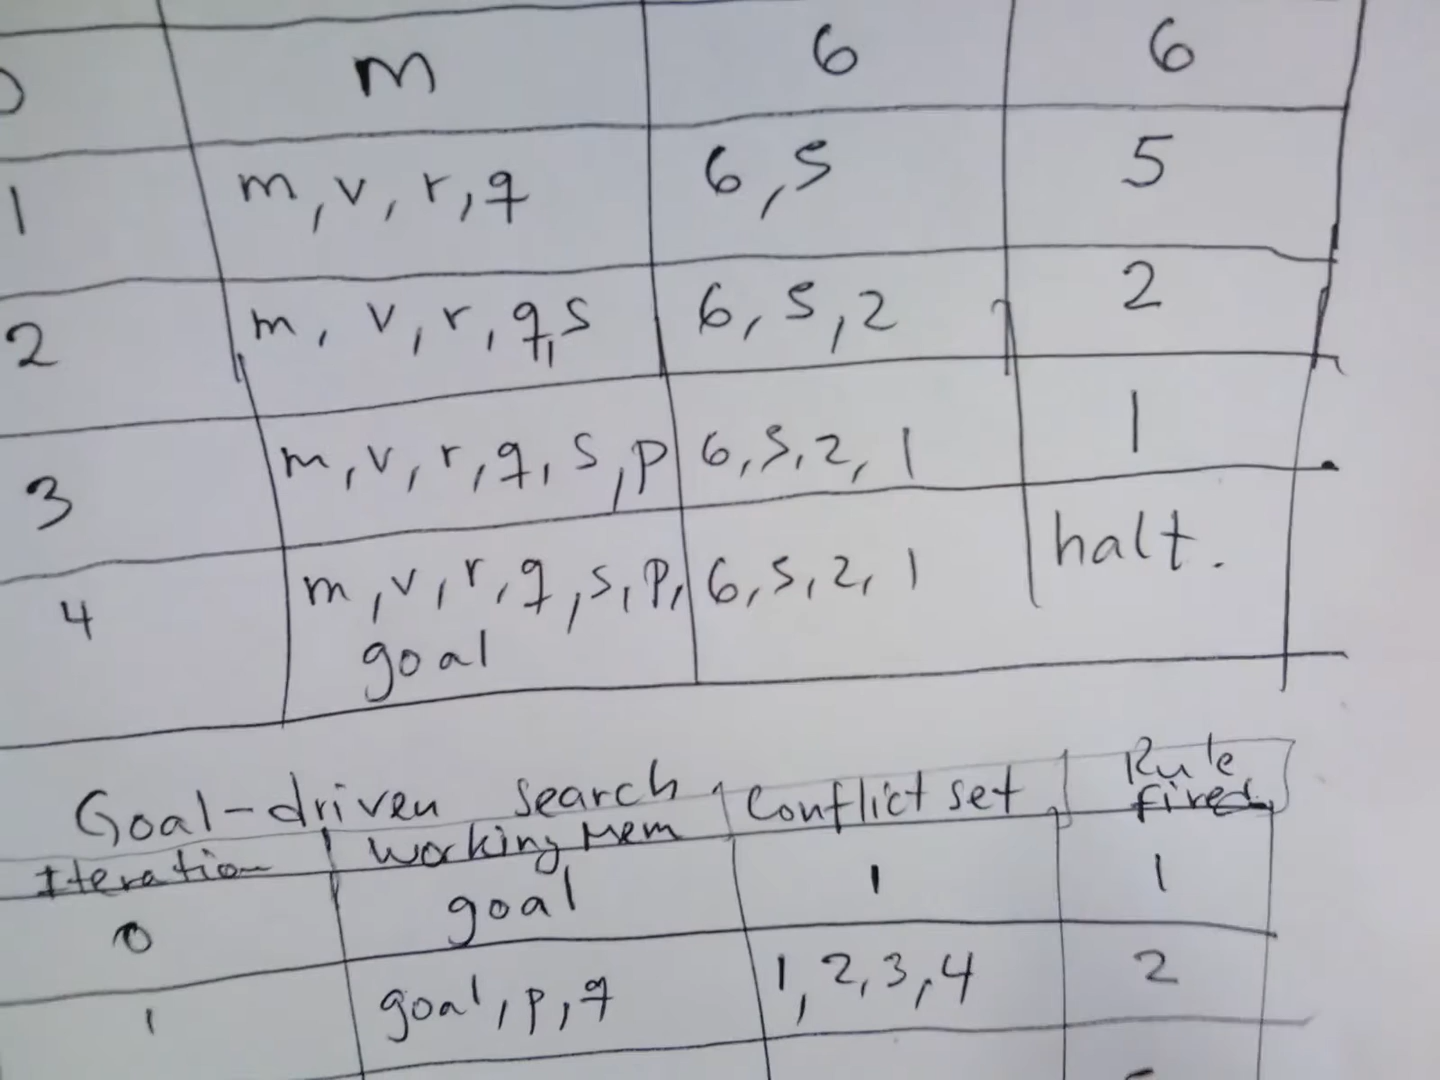 0 m 6 6
1 m, v, r, q 6, 5 5
2 m, v, r, q, s 6, 5, 2 2
3 m, v, r, q, s, p 6, 5, 2, 1 1
4 m, v, r, q, s, p, 6, 5, 2, 1 halt.
goal
Goal-driven search
Iteration Working Mem Conflict set Rule fired
0 goal 1 1
1 goal, p, q 1, 2, 3, 4 2